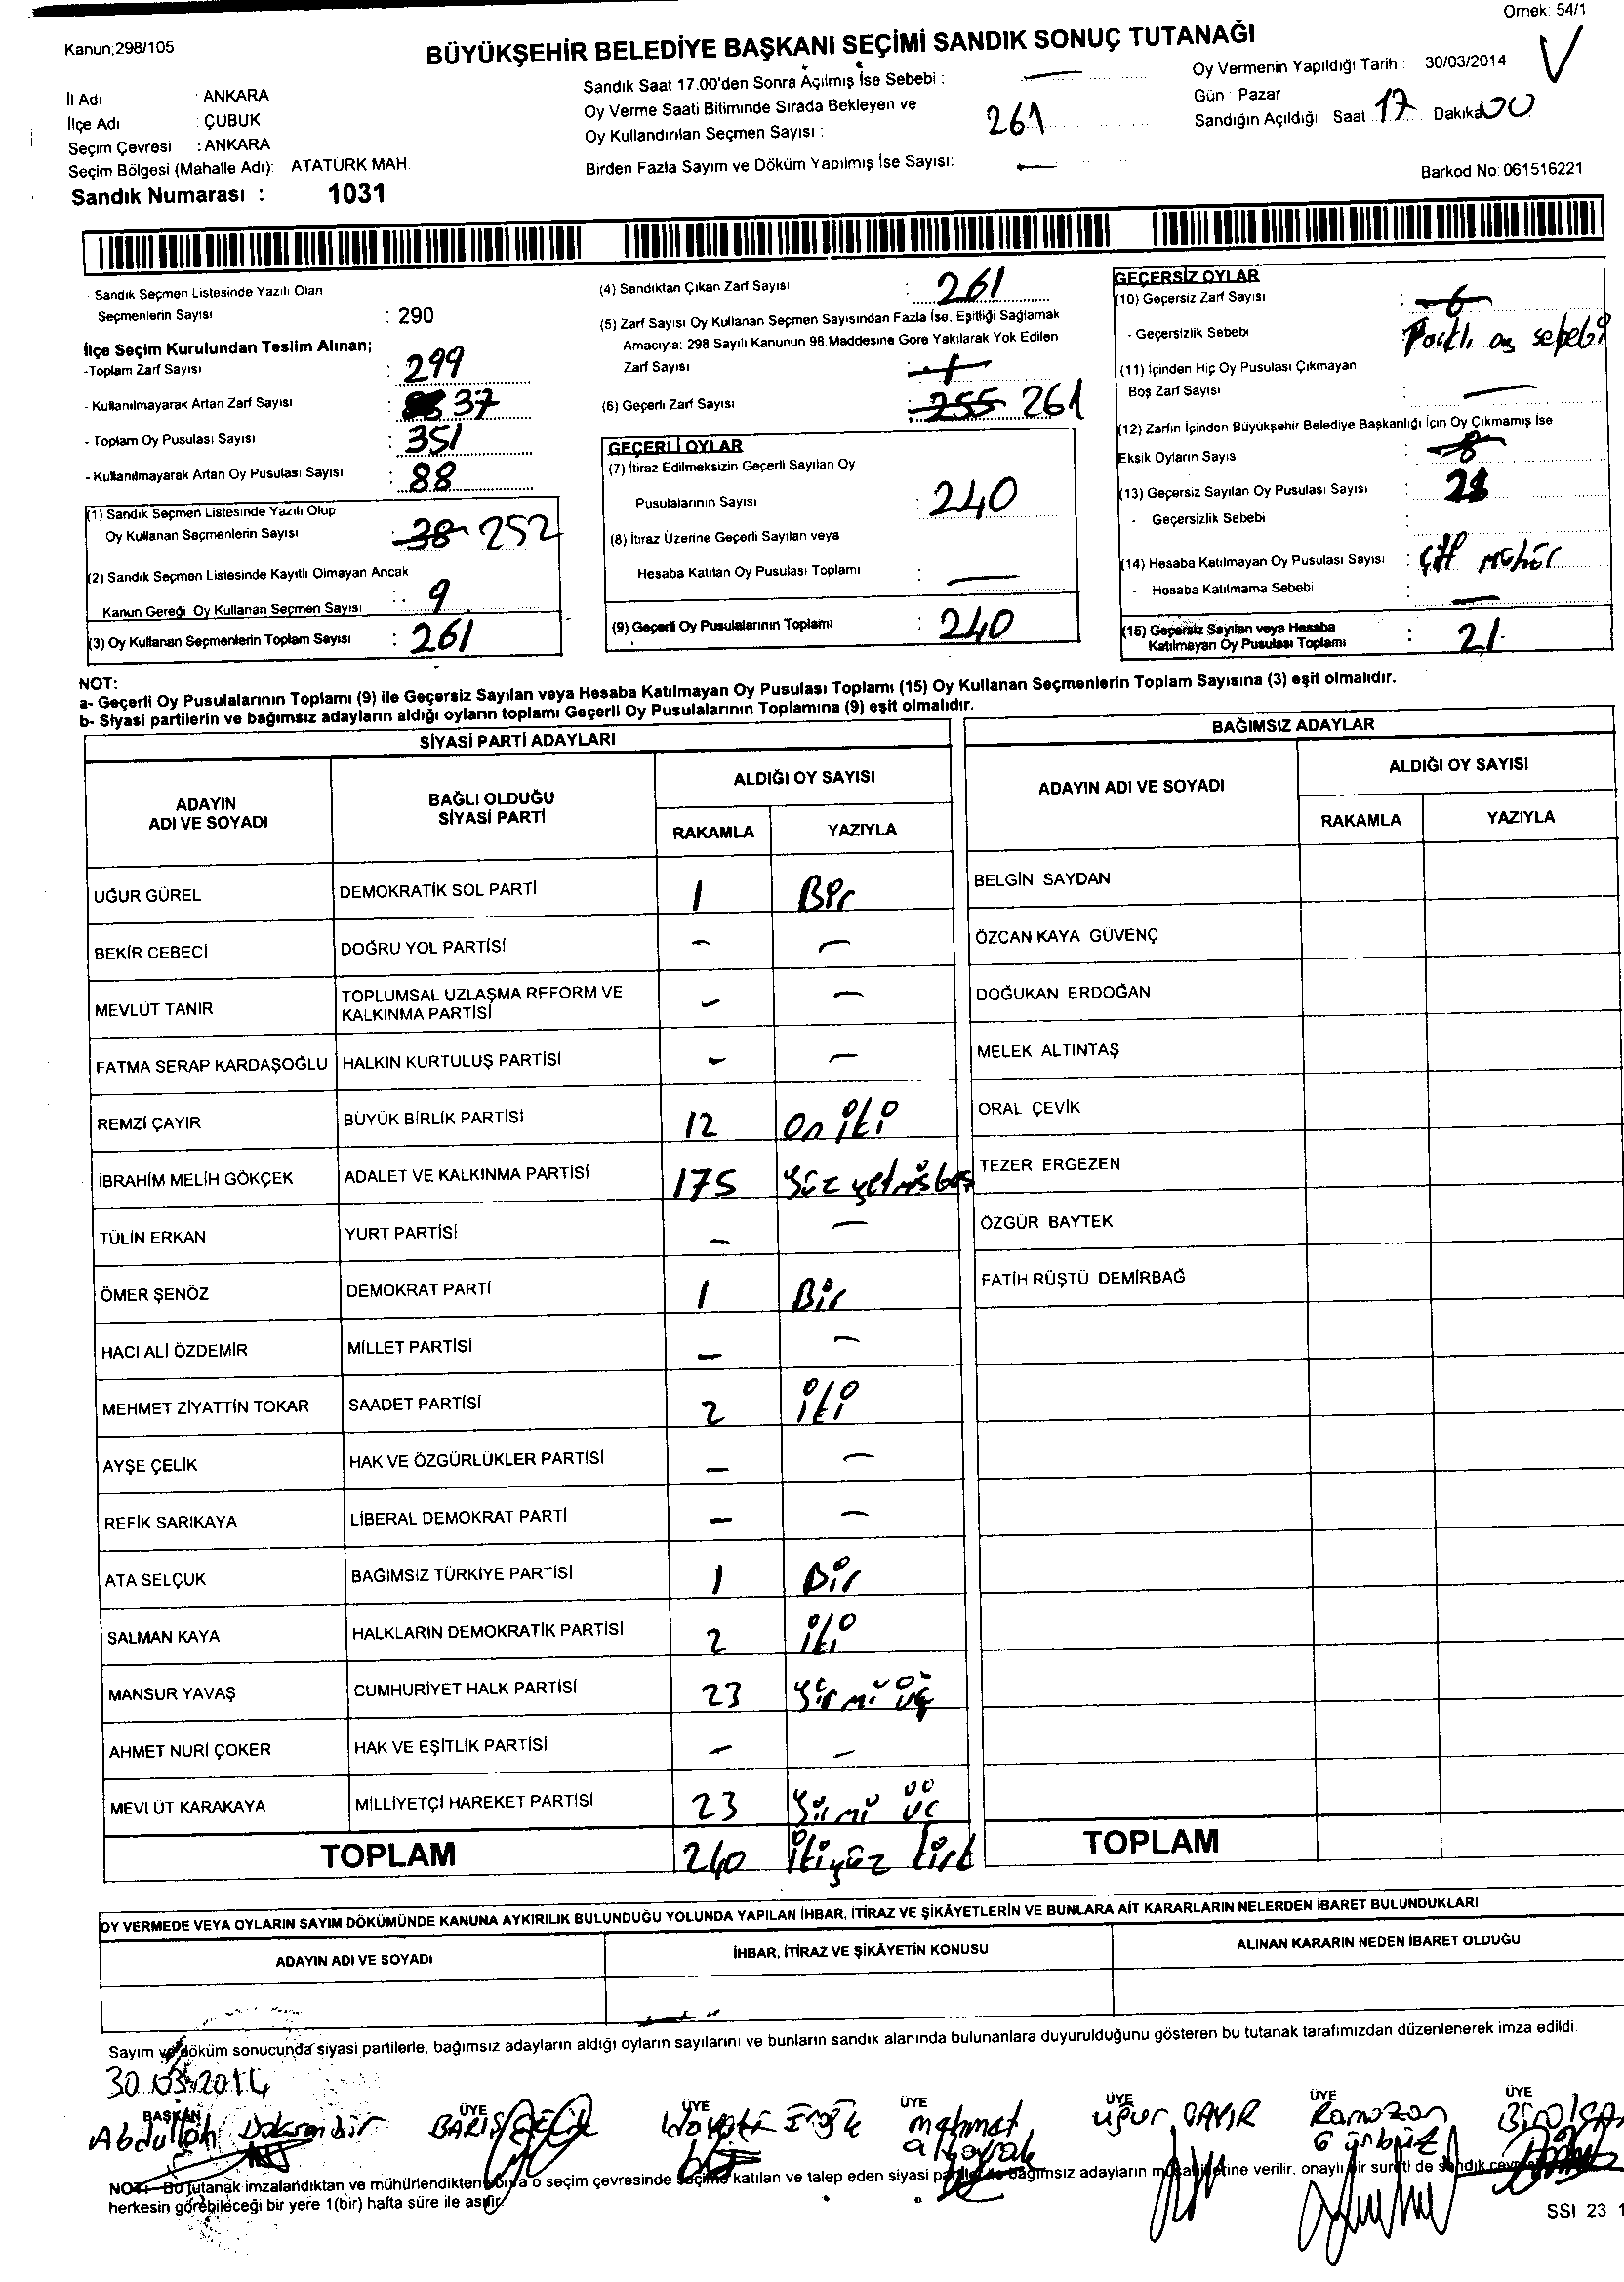 Örnek: 54/1
Kanun;298/105
BÜYÜKŞEHİR BELEDİYE BAŞKANI SEÇİMİ SANDIK SONUÇ TUTANAĞI
İl Adı : ANKARA
İlçe Adı : ÇUBUK
Seçim Çevresi : ANKARA
Seçim Bölgesi (Mahalle Adı): ATATÜRK MAH.
Sandık Numarası : 1031
Sandık Saat 17.00'den Sonra Açılmış İse Sebebi : —
Oy Verme Saati Bitiminde Sırada Bekleyen ve
Oy Kullandırılan Seçmen Sayısı : 261
Birden Fazla Sayım ve Döküm Yapılmış İse Sayısı: —
Oy Vermenin Yapıldığı Tarih : 30/03/2014
Gün : Pazar
Sandığın Açıldığı Saat 17 Dakika 00
Barkod No: 061516221
Sandık Seçmen Listesinde Yazılı Olan
Seçmenlerin Sayısı : 290
İlçe Seçim Kurulundan Teslim Alınan;
-Toplam Zarf Sayısı : 299
- Kullanılmayarak Artan Zarf Sayısı : 37
- Toplam Oy Pusulası Sayısı : 351
- Kullanılmayarak Artan Oy Pusulası Sayısı : 88
(1) Sandık Seçmen Listesinde Yazılı Olup
Oy Kullanan Seçmenlerin Sayısı 38 252
(2) Sandık Seçmen Listesinde Kayıtlı Olmayan Ancak
Kanun Gereği Oy Kullanan Seçmen Sayısı : 9
(3) Oy Kullanan Seçmenlerin Toplam Sayısı : 261
(4) Sandıktan Çıkan Zarf Sayısı : 261
(5) Zarf Sayısı Oy Kullanan Seçmen Sayısından Fazla İse, Eşitliği Sağlamak
Amacıyla: 298 Sayılı Kanunun 98.Maddesine Göre Yakılarak Yok Edilen
Zarf Sayısı
(6) Geçerli Zarf Sayısı : 255 261
GEÇERLİ OYLAR
(7) İtiraz Edilmeksizin Geçerli Sayılan Oy
Pusulalarının Sayısı : 240
(8) İtiraz Üzerine Geçerli Sayılan veya
Hesaba Katılan Oy Pusulası Toplamı : —
(9) Geçerli Oy Pusulalarının Toplamı : 240
GEÇERSİZ OYLAR
(10) Geçersiz Zarf Sayısı : 6
- Geçersizlik Sebebi : sebebi
(11) İçinden Hiç Oy Pusulası Çıkmayan
Boş Zarf Sayısı : —
(12) Zarfın İçinden Büyükşehir Belediye Başkanlığı İçin Oy Çıkmamış İse
Eksik Oyların Sayısı : 8
(13) Geçersiz Sayılan Oy Pusulası Sayısı :
- Geçersizlik Sebebi :
(14) Hesaba Katılmayan Oy Pusulası Sayısı : çift mühür
- Hesaba Katılmama Sebebi : —
(15) Geçersiz Sayılan veya Hesaba
Katılmayan Oy Pusulası Toplamı : 21
NOT:
a- Geçerli Oy Pusulalarının Toplamı (9) ile Geçersiz Sayılan veya Hesaba Katılmayan Oy Pusulası Toplamı (15) Oy Kullanan Seçmenlerin Toplam Sayısına (3) eşit olmalıdır.
b- Siyasi partilerin ve bağımsız adayların aldığı oyların toplamı Geçerli Oy Pusulalarının Toplamına (9) eşit olmalıdır.
SİYASİ PARTİ ADAYLARI
ADAYIN ADI VE SOYADI BAĞLI OLDUĞU SİYASİ PARTİ ALDIĞI OY SAYISI
RAKAMLA YAZIYLA
UĞUR GÜREL DEMOKRATİK SOL PARTİ 1 Bir
BEKİR CEBECİ DOĞRU YOL PARTİSİ — —
MEVLÜT TANIR TOPLUMSAL UZLAŞMA REFORM VE KALKINMA PARTİSİ — —
FATMA SERAP KARDAŞOĞLU HALKIN KURTULUŞ PARTİSİ — —
REMZİ ÇAYIR BÜYÜK BİRLİK PARTİSİ 12 On iki
İBRAHİM MELİH GÖKÇEK ADALET VE KALKINMA PARTİSİ 175 Yüz yetmiş beş
TÜLİN ERKAN YURT PARTİSİ — —
ÖMER ŞENÖZ DEMOKRAT PARTİ 1 Bir
HACI ALİ ÖZDEMİR MİLLET PARTİSİ — —
MEHMET ZİYATTİN TOKAR SAADET PARTİSİ 2 iki
AYŞE ÇELİK HAK VE ÖZGÜRLÜKLER PARTİSİ — —
REFİK SARIKAYA LİBERAL DEMOKRAT PARTİ — —
ATA SELÇUK BAĞIMSIZ TÜRKİYE PARTİSİ 1 Bir
SALMAN KAYA HALKLARIN DEMOKRATİK PARTİSİ 2 iki
MANSUR YAVAŞ CUMHURİYET HALK PARTİSİ 23 Yirmi üç
AHMET NURİ ÇOKER HAK VE EŞİTLİK PARTİSİ — —
MEVLÜT KARAKAYA MİLLİYETÇİ HAREKET PARTİSİ 23 Yirmi üç
TOPLAM 240 ikiyüz kırk
BAĞIMSIZ ADAYLAR
ADAYIN ADI VE SOYADI ALDIĞI OY SAYISI
RAKAMLA YAZIYLA
BELGİN SAYDAN
ÖZCAN KAYA GÜVENÇ
DOĞUKAN ERDOĞAN
MELEK ALTINTAŞ
ORAL ÇEVİK
TEZER ERGEZEN
ÖZGÜR BAYTEK
FATİH RÜŞTÜ DEMİRBAĞ
TOPLAM
OY VERMEDE VEYA OYLARIN SAYIM DÖKÜMÜNDE KANUNA AYKIRILIK BULUNDUĞU YOLUNDA YAPILAN İHBAR, İTİRAZ VE ŞİKÂYETLERİN VE BUNLARA AİT KARARLARIN NELERDEN İBARET BULUNDUKLARI
ADAYIN ADI VE SOYADI İHBAR, İTİRAZ VE ŞİKÂYETİN KONUSU ALINAN KARARIN NEDEN İBARET OLDUĞU
Sayım ve döküm sonucunda siyasi partilerle, bağımsız adayların aldığı oyların sayılarını ve bunların sandık alanında bulunanlara duyurulduğunu gösteren bu tutanak tarafımızdan düzenlenerek imza edildi.
30.03.2014
BAŞKAN ÜYE ÜYE ÜYE ÜYE ÜYE ÜYE
Abdullah BARIŞ mehmet uğur ÇAYIR Ramazan
NOT: Bu tutanak imzalandıktan ve mühürlendikten sonra o seçim çevresinde seçime katılan ve talep eden siyasi partiler ile bağımsız adayların müşahitlerine verilir, onaylı bir sureti de sandık
herkesin görebileceği bir yere 1(bir) hafta süre ile asılır.
SSI 23